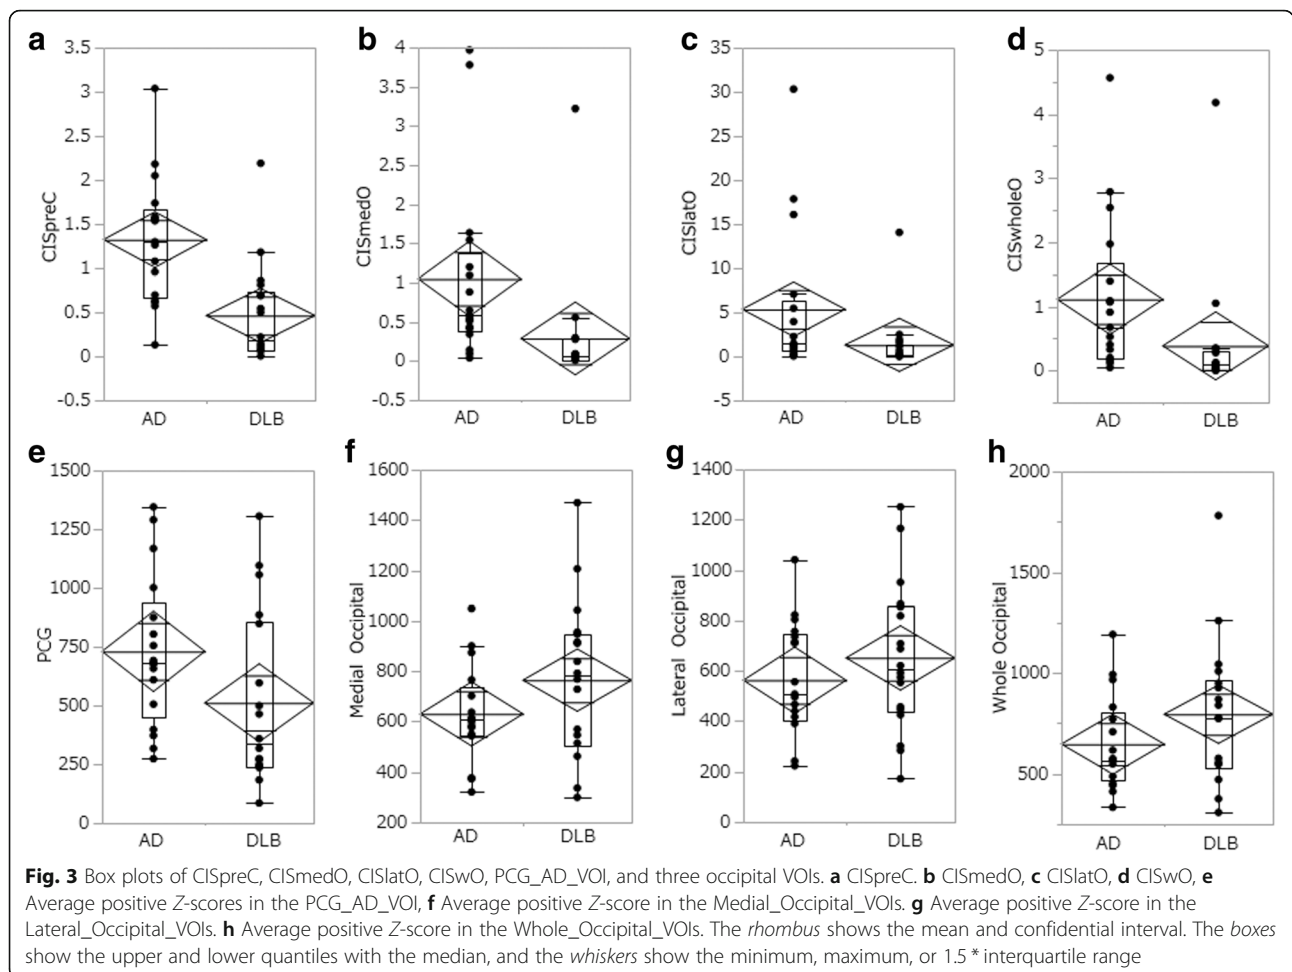 a
3.5
3
2.5
2
1.5
1
0.5
0
-0.5
CISpreC
AD DLB
b
4
3.5
3
2.5
2
1.5
1
0.5
0
-0.5
CISmedO
AD DLB
c
35
30
25
20
15
10
5
0
-5
CISlatO
AD DLB
d
5
4
3
2
1
0
CISwholeO
AD DLB
e
1500
1250
1000
750
500
250
0
PCG
AD DLB
f
1600
1400
1200
1000
800
600
400
200
Medial Occipital
AD DLB
g
1400
1200
1000
800
600
400
200
0
Lateral Occipital
AD DLB
h
2000
1500
1000
500
Whole Occipital
AD DLB
Fig. 3 Box plots of CISpreC, CISmedO, CISlatO, CISwO, PCG_AD_VOI, and three occipital VOIs. a CISpreC. b CISmedO, c CISlatO, d CISwO, e
Average positive Z-scores in the PCG_AD_VOI, f Average positive Z-score in the Medial_Occipital_VOIs. g Average positive Z-score in the
Lateral_Occipital_VOIs. h Average positive Z-score in the Whole_Occipital_VOIs. The rhombus shows the mean and confidential interval. The boxes
show the upper and lower quantiles with the median, and the whiskers show the minimum, maximum, or 1.5 * interquartile range